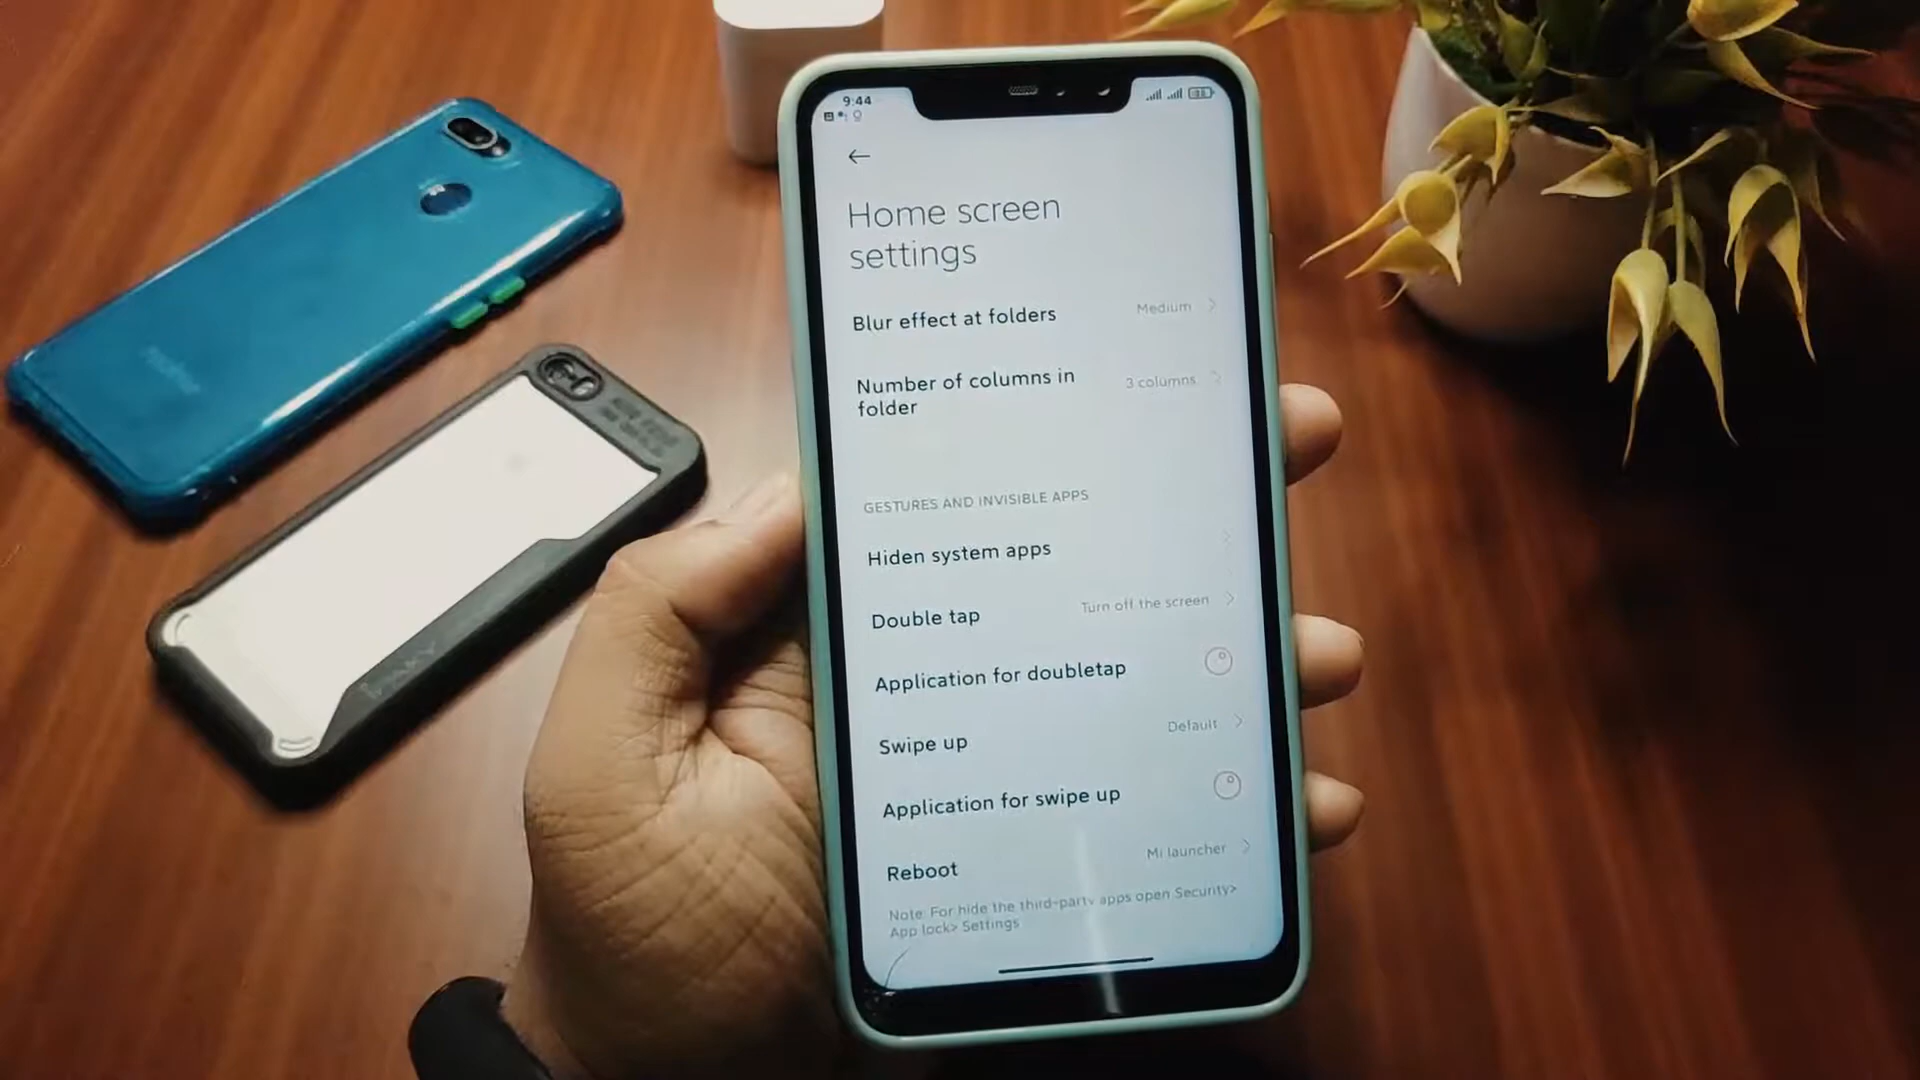 9:44
Home screen
settings
Blur effect at folders
Medium
Number of columns in
folder
3 columns
GESTURES AND INVISIBLE APPS
Hiden system apps
Double tap
Turn off the screen
Application for doubletap
Swipe up
Default
Application for swipe up
Reboot
Mi launcher
Note: For hide the third-party apps open Security>
App lock> Settings